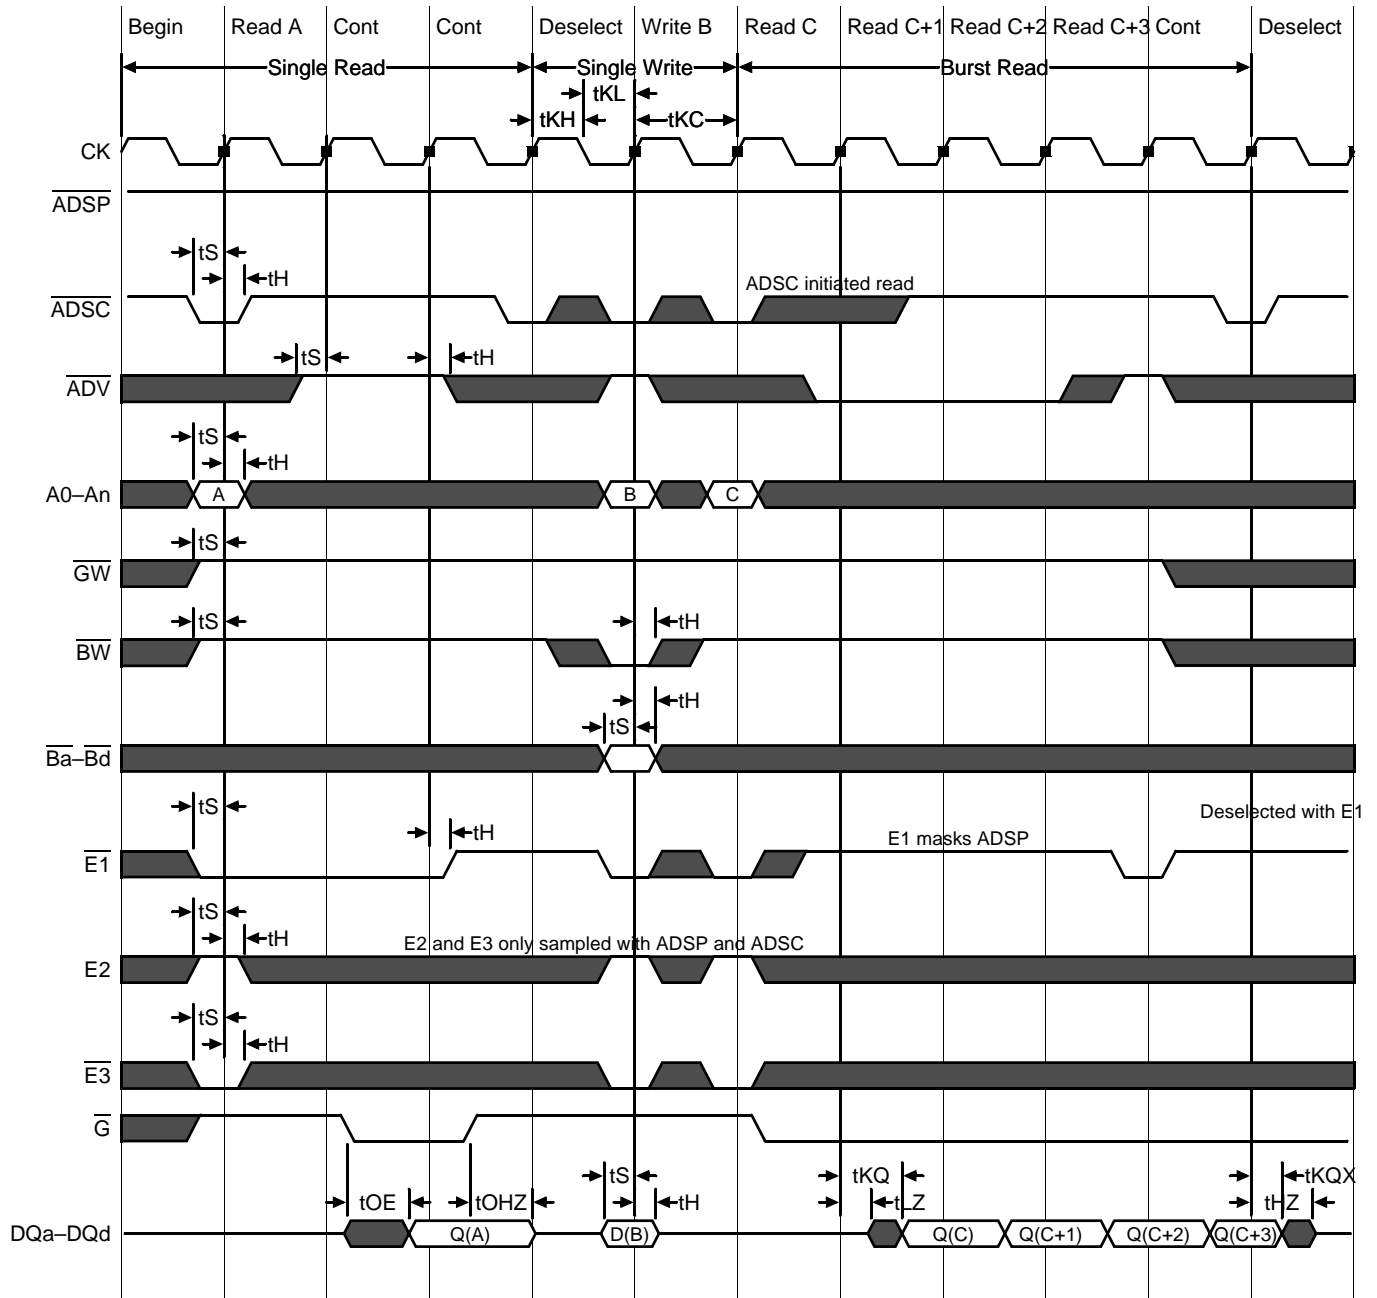 Begin Read A Cont Cont Deselect Write B Read C Read C+1 Read C+2 Read C+3 Cont Deselect
Single Read Single Write Burst Read
tKL
tKH tKC
CK
ADSP
tS
tH
ADSC initiated read
ADSC
tS tH
ADV
tS
tH
A0–An A B C
tS
GW
tS tH
BW
tH
tS
Ba–Bd
tS Deselected with E1
tH E1 masks ADSP
E1
tS
tH E2 and E3 only sampled with ADSP and ADSC
E2
tS
tH
E3
G
tS tKQ tKQX
tOE tOHZ tH tLZ tHZ
DQa–DQd Q(A) D(B) Q(C) Q(C+1) Q(C+2) Q(C+3)